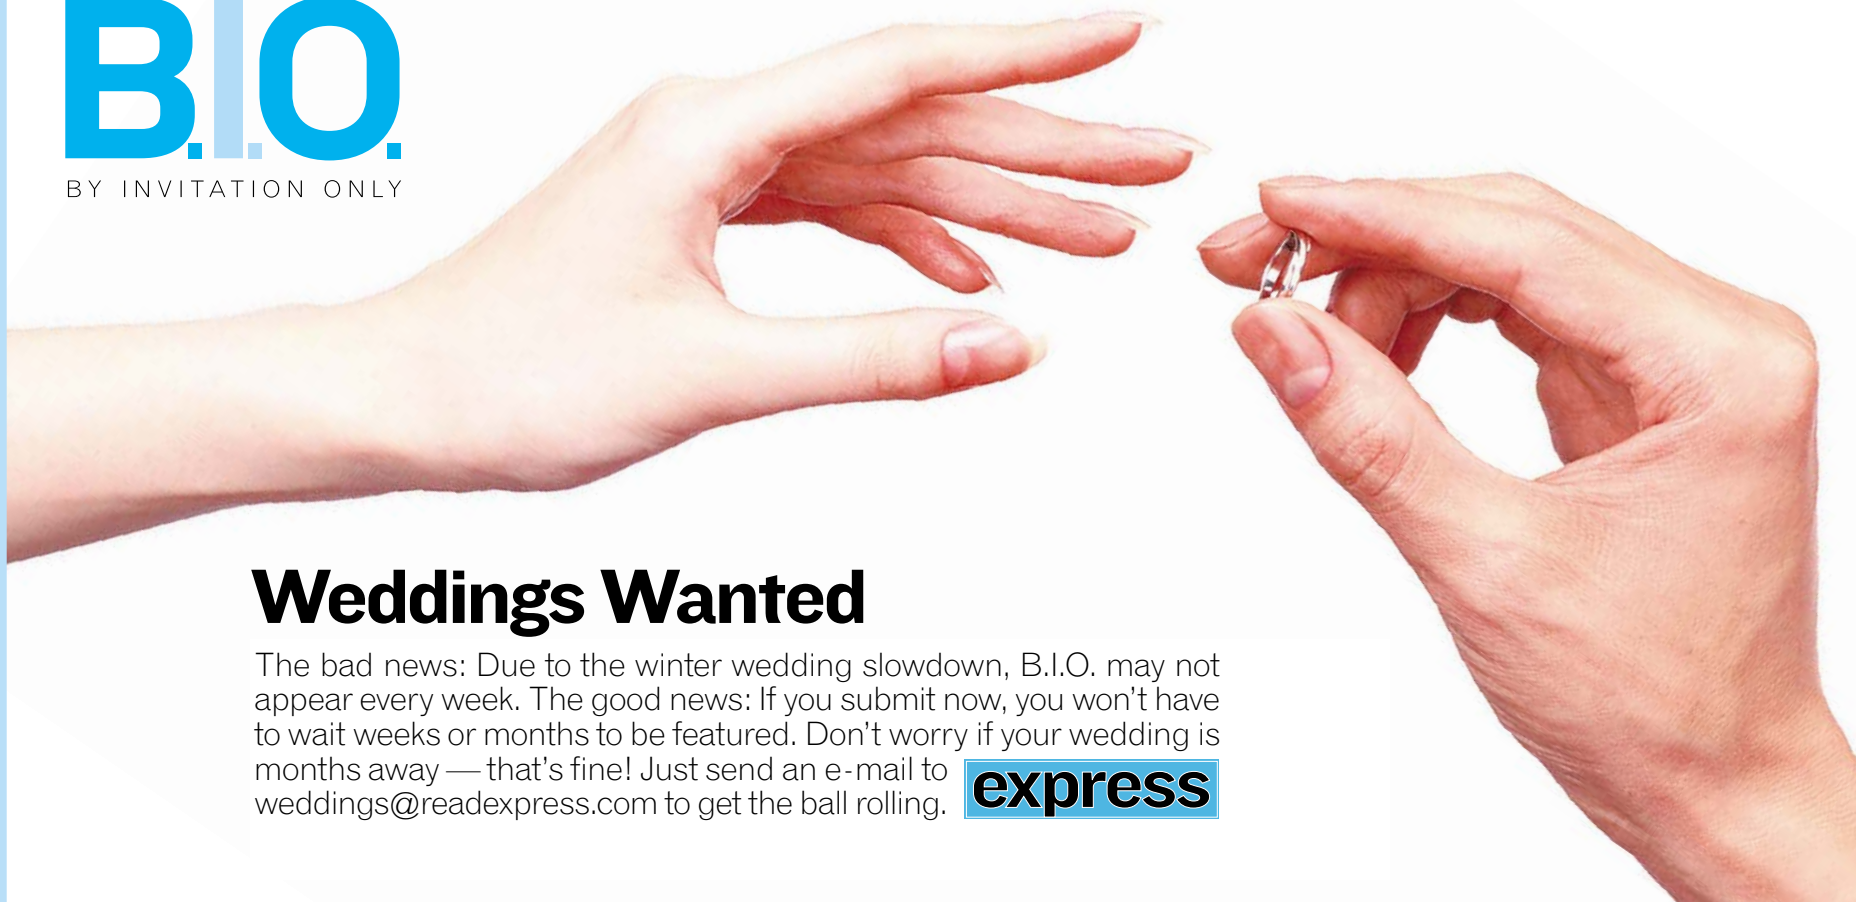 B.I.O.
BY INVITATION ONLY
Weddings Wanted
The bad news: Due to the winter wedding slowdown, B.I.O. may not
appear every week. The good news: If you submit now, you won’t have
to wait weeks or months to be featured. Don’t worry if your wedding is
months away — that’s fine! Just send an e-mail to
weddings@readexpress.com to get the ball rolling.
express